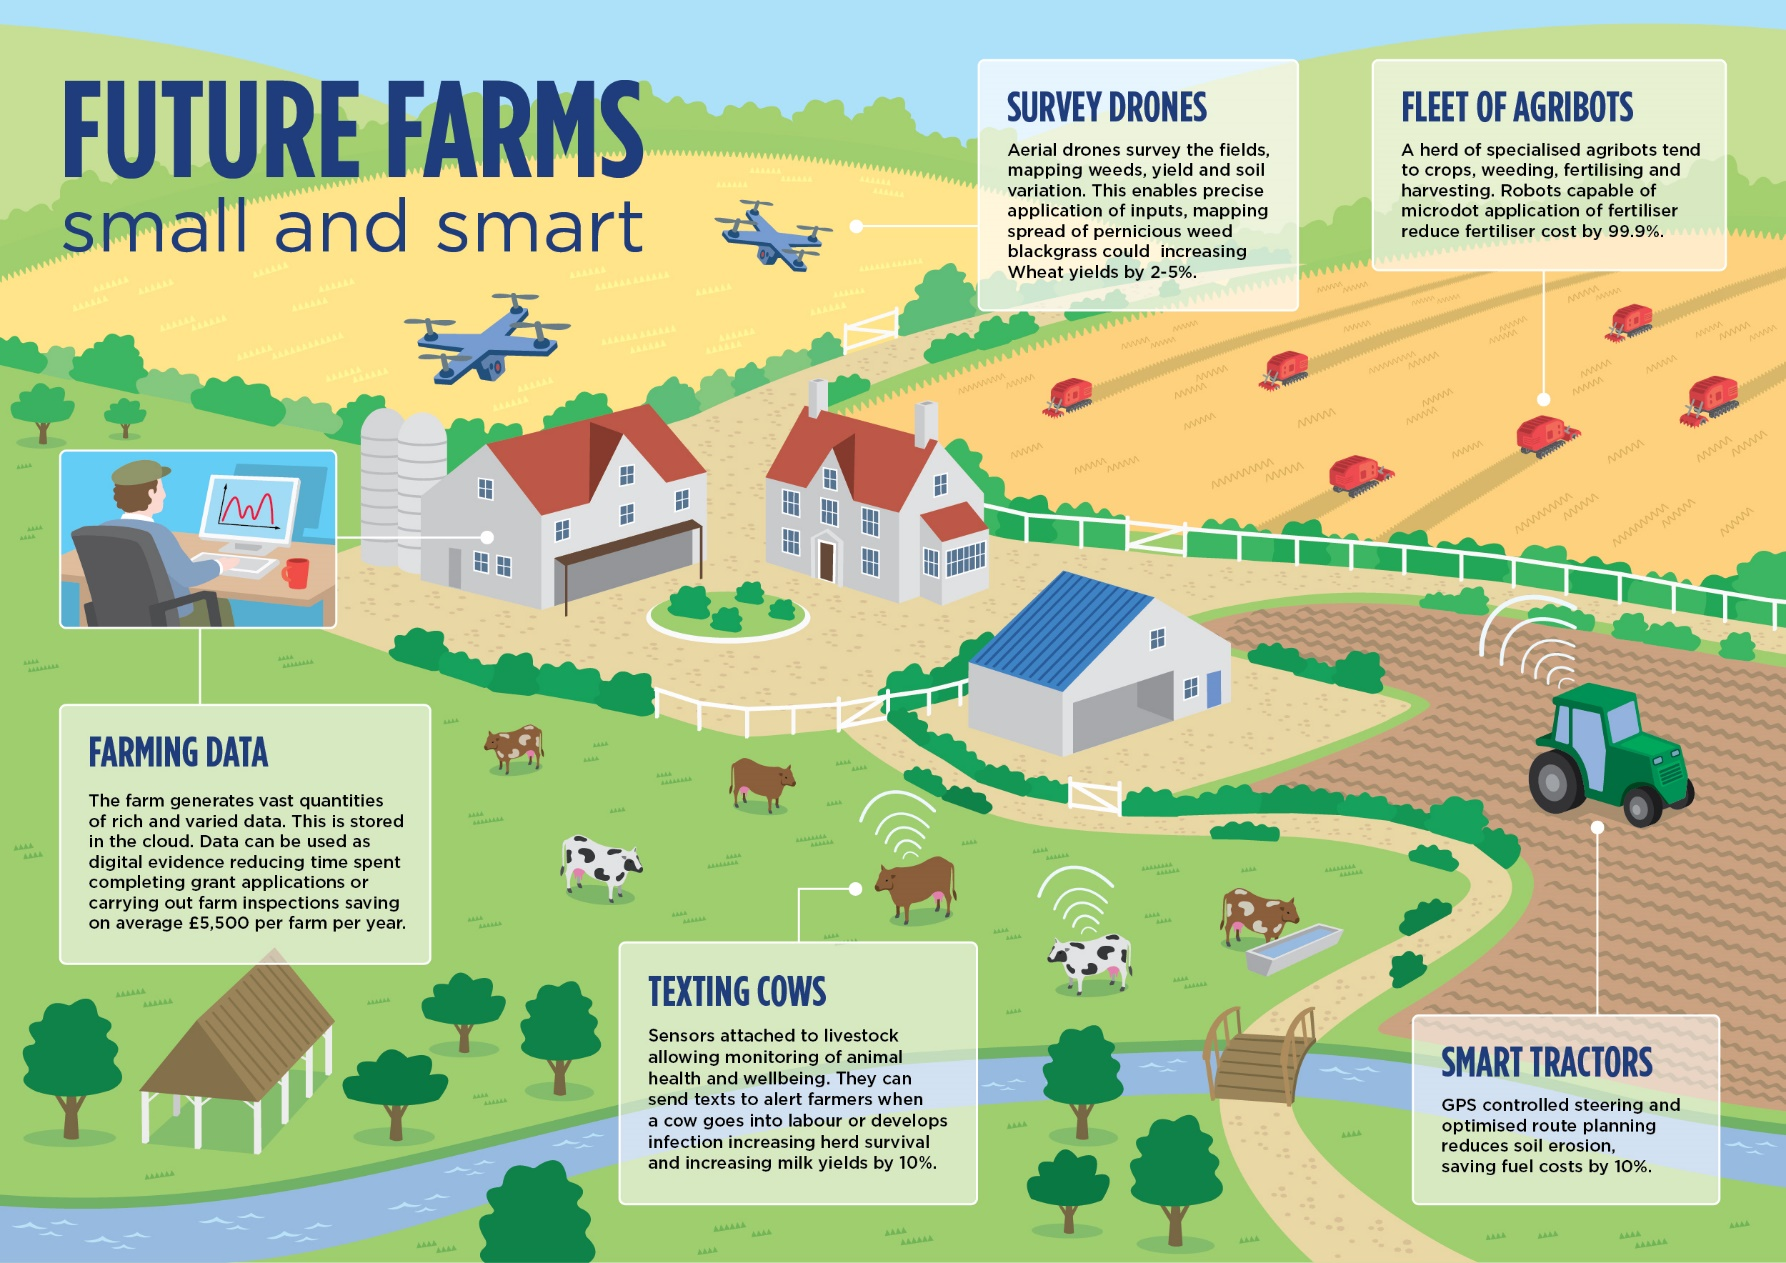 FUTURE FARMS
small and smart
SURVEY DRONES
Aerial drones survey the fields,
mapping weeds, yield and soil
variation. This enables precise
application of inputs, mapping
spread of pernicious weed
blackgrass could  increasing
Wheat yields by 2-5%.
FLEET OF AGRIBOTS
A herd of specialised agribots tend
to crops, weeding, fertilising and
harvesting. Robots capable of
microdot application of fertiliser
reduce fertiliser cost by 99.9%.
FARMING DATA
The farm generates vast quantities
of rich and varied data. This is stored
in the cloud. Data can be used as
digital evidence reducing time spent
completing grant applications or
carrying out farm inspections saving
on average £5,500 per farm per year.
TEXTING COWS
Sensors attached to livestock
allowing monitoring of animal
health and wellbeing. They can
send texts to alert farmers when
a cow goes into labour or develops
infection increasing herd survival
and increasing milk yields by 10%.
SMART TRACTORS
GPS controlled steering and
optimised route planning
reduces soil erosion,
saving fuel costs by 10%.